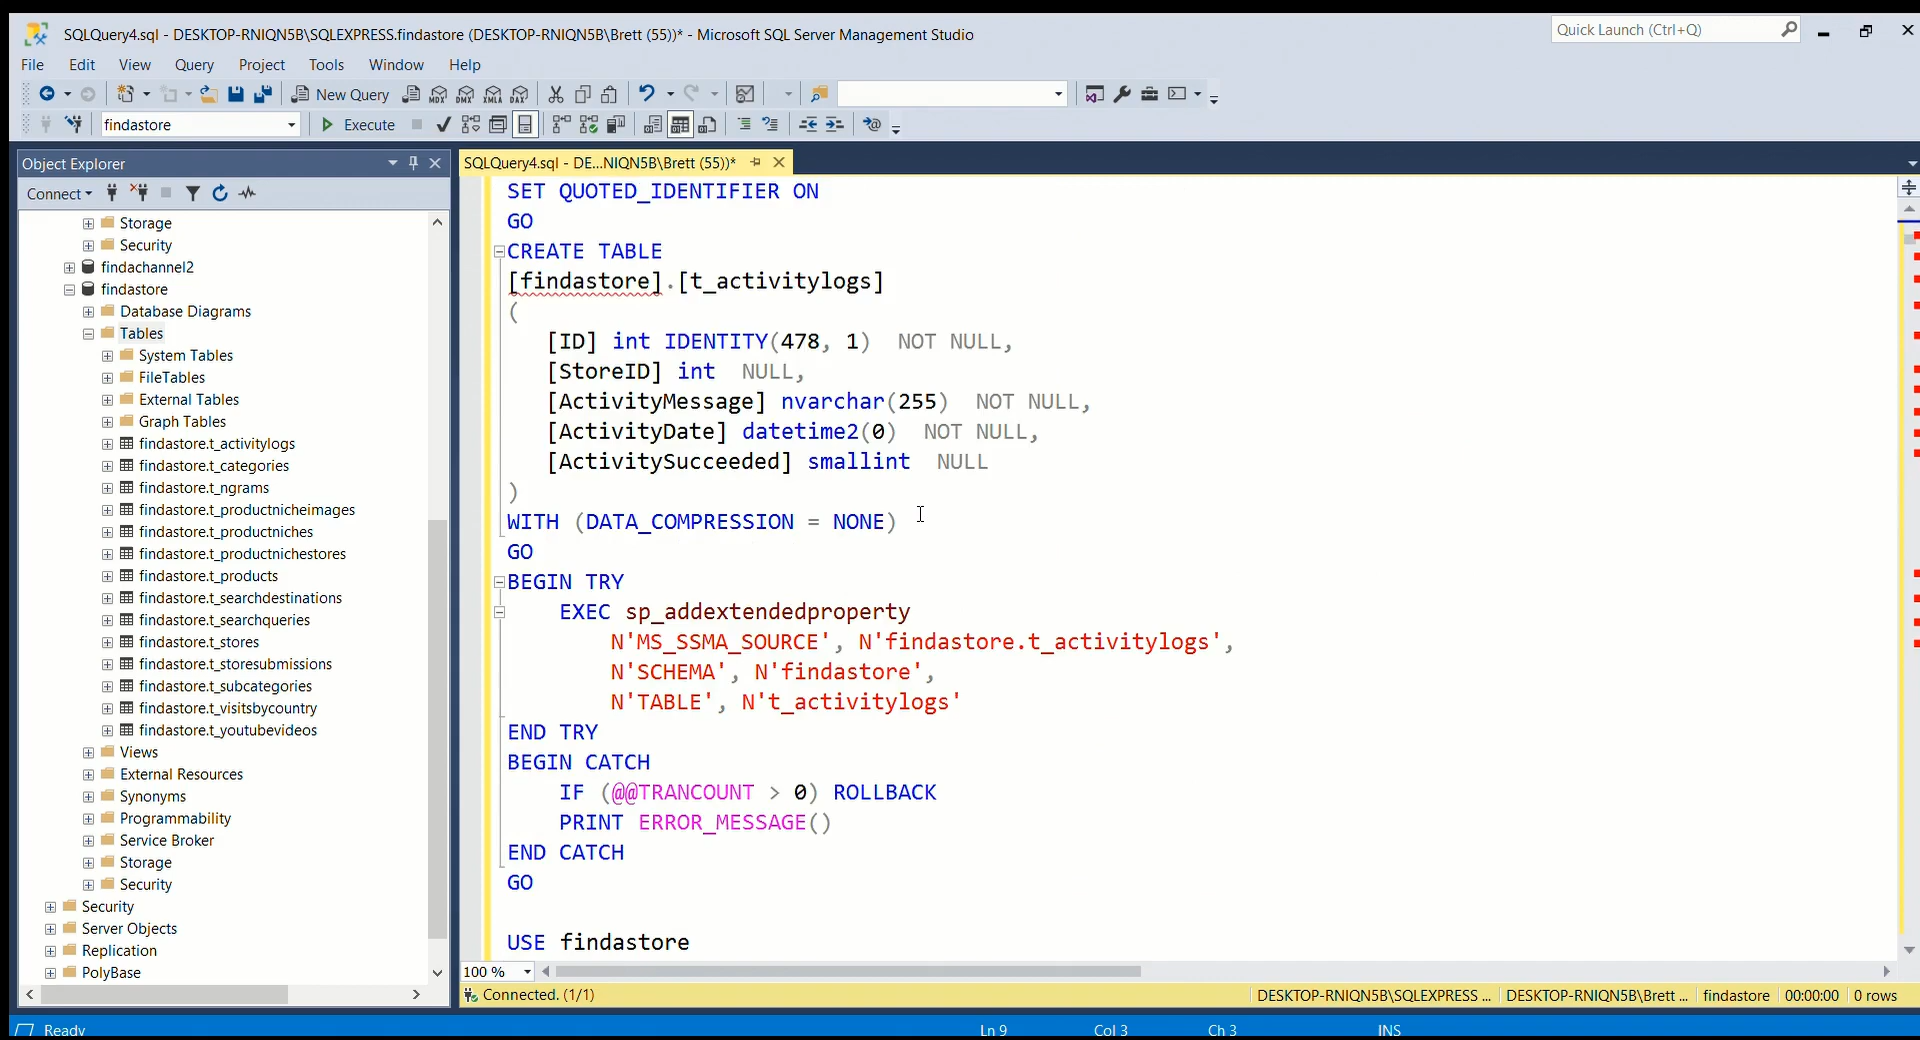 SQLQuery4.sql - DESKTOP-RNIQN5B\SQLEXPRESS.findastore (DESKTOP-RNIQN5B\Brett (55))* - Microsoft SQL Server Management Studio
Quick Launch (Ctrl+Q)
File Edit View Query Project Tools Window Help
New Query MDX DMX XMLA DAX
findastore Execute
Object Explorer
Connect
Storage
Security
findachannel2
findastore
Database Diagrams
Tables
System Tables
FileTables
External Tables
Graph Tables
findastore.t_activitylogs
findastore.t_categories
findastore.t_ngrams
findastore.t_productnicheimages
findastore.t_productniches
findastore.t_productnichestores
findastore.t_products
findastore.t_searchdestinations
findastore.t_searchqueries
findastore.t_stores
findastore.t_storesubmissions
findastore.t_subcategories
findastore.t_visitsbycountry
findastore.t_youtubevideos
Views
External Resources
Synonyms
Programmability
Service Broker
Storage
Security
Security
Server Objects
Replication
PolyBase
SQLQuery4.sql - DE...NIQN5B\Brett (55))*
SET QUOTED_IDENTIFIER ON
GO
CREATE TABLE
[findastore].[t_activitylogs]
(
[ID] int IDENTITY(478, 1) NOT NULL,
[StoreID] int NULL,
[ActivityMessage] nvarchar(255) NOT NULL,
[ActivityDate] datetime2(0) NOT NULL,
[ActivitySucceeded] smallint NULL
)
WITH (DATA_COMPRESSION = NONE)
GO
BEGIN TRY
EXEC sp_addextendedproperty
N'MS_SSMA_SOURCE', N'findastore.t_activitylogs',
N'SCHEMA', N'findastore',
N'TABLE', N't_activitylogs'
END TRY
BEGIN CATCH
IF (@@TRANCOUNT > 0) ROLLBACK
PRINT ERROR_MESSAGE()
END CATCH
GO
USE findastore
100 %
Connected. (1/1)
DESKTOP-RNIQN5B\SQLEXPRESS ... DESKTOP-RNIQN5B\Brett ... findastore 00:00:00 0 rows
Ready Ln 9 Col 3 Ch 3 INS